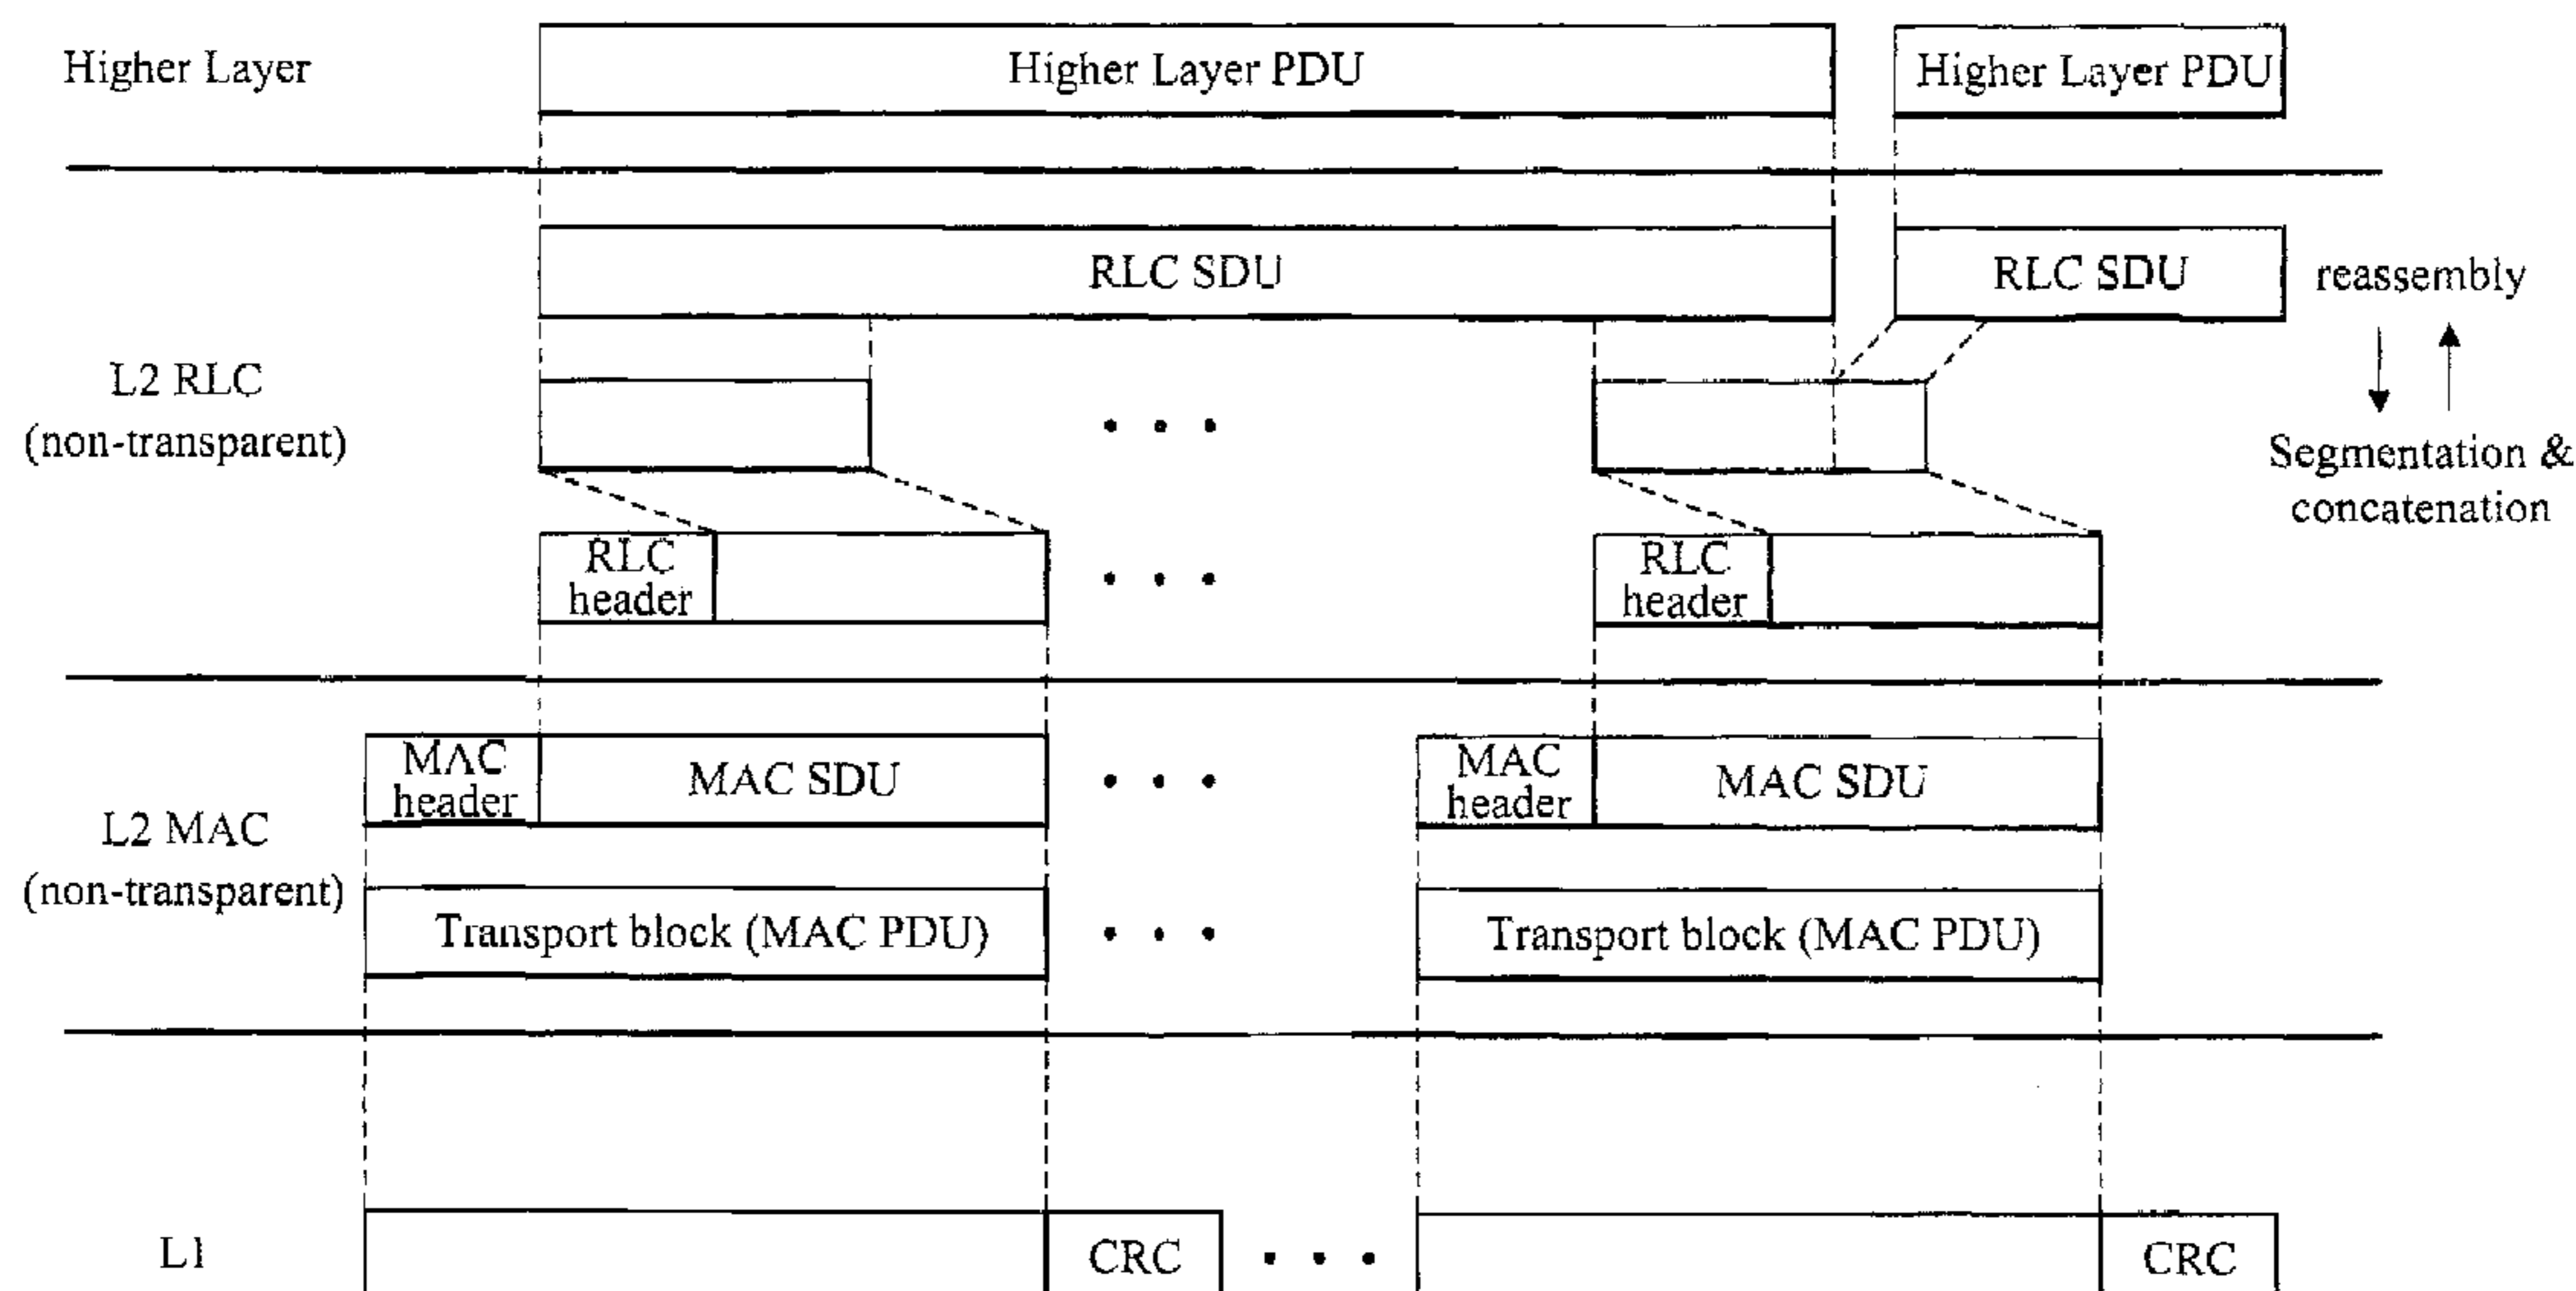 Higher Layer
Higher Layer PDU
Higher Layer PDU
RLC SDU
RLC SDU
reassembly
L2 RLC
(non-transparent)
Segmentation &
concatenation
RLC
header
RLC
header
MAC
header
MAC SDU
MAC
header
MAC SDU
L2 MAC
(non-transparent)
Transport block (MAC PDU)
Transport block (MAC PDU)
L1
CRC
CRC